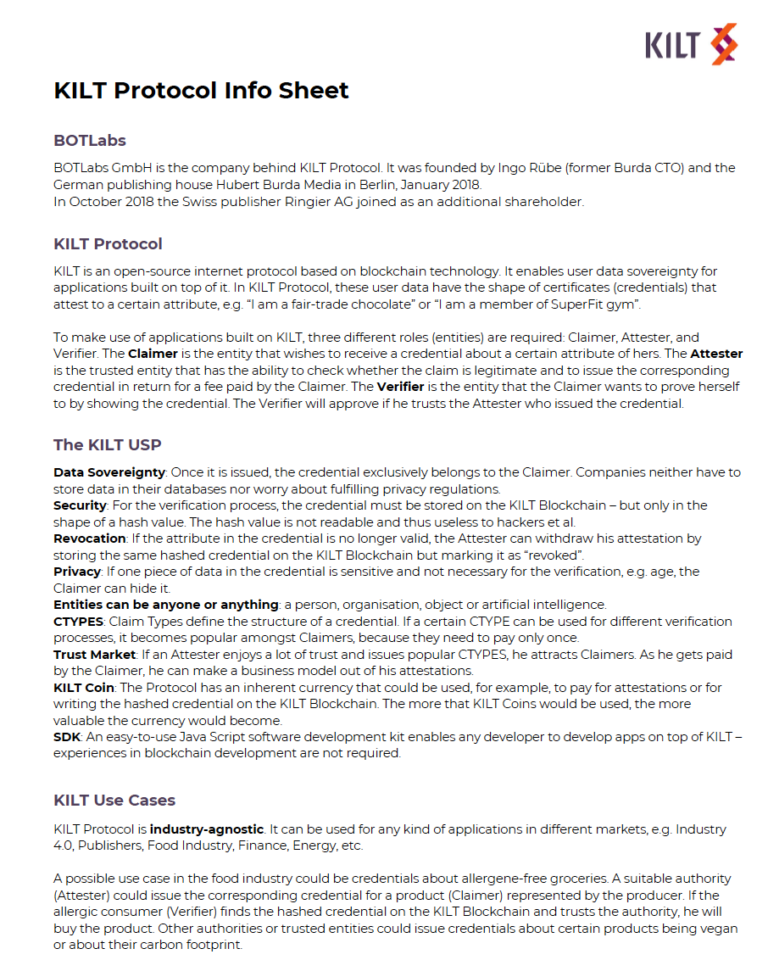 KILT
KILT Protocol Info Sheet
BOTLabs
BOTLabs GmbH is the company behind KILT Protocol. It was founded by Ingo Rübe (former Burda CTO) and the
German publishing house Hubert Burda Media in Berlin, January 2018.
In October 2018 the Swiss publisher Ringier AG joined as an additional shareholder.
KILT Protocol
KILT is an open-source internet protocol based on blockchain technology. It enables user data sovereignty for
applications built on top of it. In KILT Protocol, these user data have the shape of certificates (credentials) that
attest to a certain attribute, e.g. “I am a fair-trade chocolate” or “I am a member of SuperFit gym”.
To make use of applications built on KILT, three different roles (entities) are required: Claimer, Attester, and
Verifier. The Claimer is the entity that wishes to receive a credential about a certain attribute of hers. The Attester
is the trusted entity that has the ability to check whether the claim is legitimate and to issue the corresponding
credential in return for a fee paid by the Claimer. The Verifier is the entity that the Claimer wants to prove herself
to by showing the credential. The Verifier will approve if he trusts the Attester who issued the credential.
The KILT USP
Data Sovereignty: Once it is issued, the credential exclusively belongs to the Claimer. Companies neither have to
store data in their databases nor worry about fulfilling privacy regulations.
Security: For the verification process, the credential must be stored on the KILT Blockchain – but only in the
shape of a hash value. The hash value is not readable and thus useless to hackers et al.
Revocation: If the attribute in the credential is no longer valid, the Attester can withdraw his attestation by
storing the same hashed credential on the KILT Blockchain but marking it as “revoked”.
Privacy: If one piece of data in the credential is sensitive and not necessary for the verification, e.g. age, the
Claimer can hide it.
Entities can be anyone or anything: a person, organisation, object or artificial intelligence.
CTYPES: Claim Types define the structure of a credential. If a certain CTYPE can be used for different verification
processes, it becomes popular amongst Claimers, because they need to pay only once.
Trust Market: If an Attester enjoys a lot of trust and issues popular CTYPES, he attracts Claimers. As he gets paid
by the Claimer, he can make a business model out of his attestations.
KILT Coin: The Protocol has an inherent currency that could be used, for example, to pay for attestations or for
writing the hashed credential on the KILT Blockchain. The more that KILT Coins would be used, the more
valuable the currency would become.
SDK: An easy-to-use Java Script software development kit enables any developer to develop apps on top of KILT –
experiences in blockchain development are not required.
KILT Use Cases
KILT Protocol is industry-agnostic. It can be used for any kind of applications in different markets, e.g. Industry
4.0, Publishers, Food Industry, Finance, Energy, etc.
A possible use case in the food industry could be credentials about allergene-free groceries. A suitable authority
(Attester) could issue the corresponding credential for a product (Claimer) represented by the producer. If the
allergic consumer (Verifier) finds the hashed credential on the KILT Blockchain and trusts the authority, he will
buy the product. Other authorities or trusted entities could issue credentials about certain products being vegan
or about their carbon footprint.